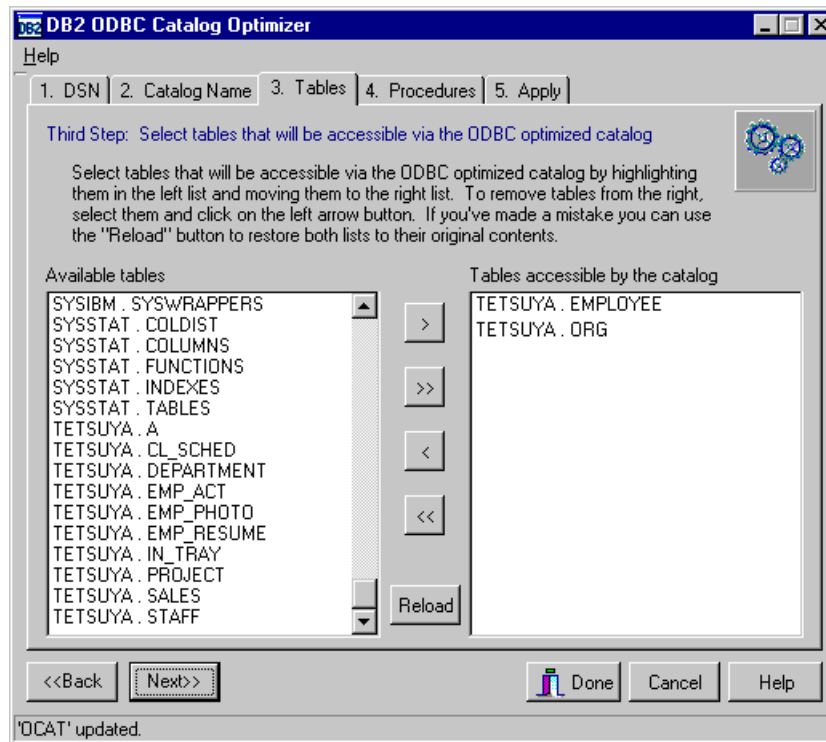 DB2 DB2 ODBC Catalog Optimizer
Help
1. DSN 2. Catalog Name 3. Tables 4. Procedures 5. Apply
Third Step: Select tables that will be accessible via the ODBC optimized catalog
Select tables that will be accessible via the ODBC optimized catalog by highlighting
them in the left list and moving them to the right list. To remove tables from the right,
select them and click on the left arrow button. If you've made a mistake you can use
the "Reload" button to restore both lists to their original contents.
Available tables
SYSIBM . SYSWRAPPERS
SYSSTAT . COLDIST
SYSSTAT . COLUMNS
SYSSTAT . FUNCTIONS
SYSSTAT . INDEXES
SYSSTAT . TABLES
TETSUYA . A
TETSUYA . CL_SCHED
TETSUYA . DEPARTMENT
TETSUYA . EMP_ACT
TETSUYA . EMP_PHOTO
TETSUYA . EMP_RESUME
TETSUYA . IN_TRAY
TETSUYA . PROJECT
TETSUYA . SALES
TETSUYA . STAFF
>
>>
<
<<
Reload
Tables accessible by the catalog
TETSUYA . EMPLOYEE
TETSUYA . ORG
<<Back Next>> Done Cancel Help
'OCAT' updated.